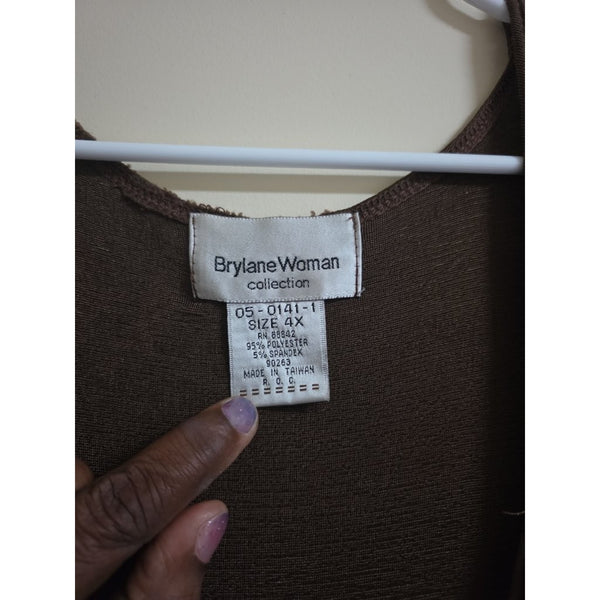 BrylaneWoman
collection
05-0141-1
SIZE 4X
RN 88842
95% POLYESTER
5% SPANDEX
90263
MADE IN TAIWAN
R. O. C.